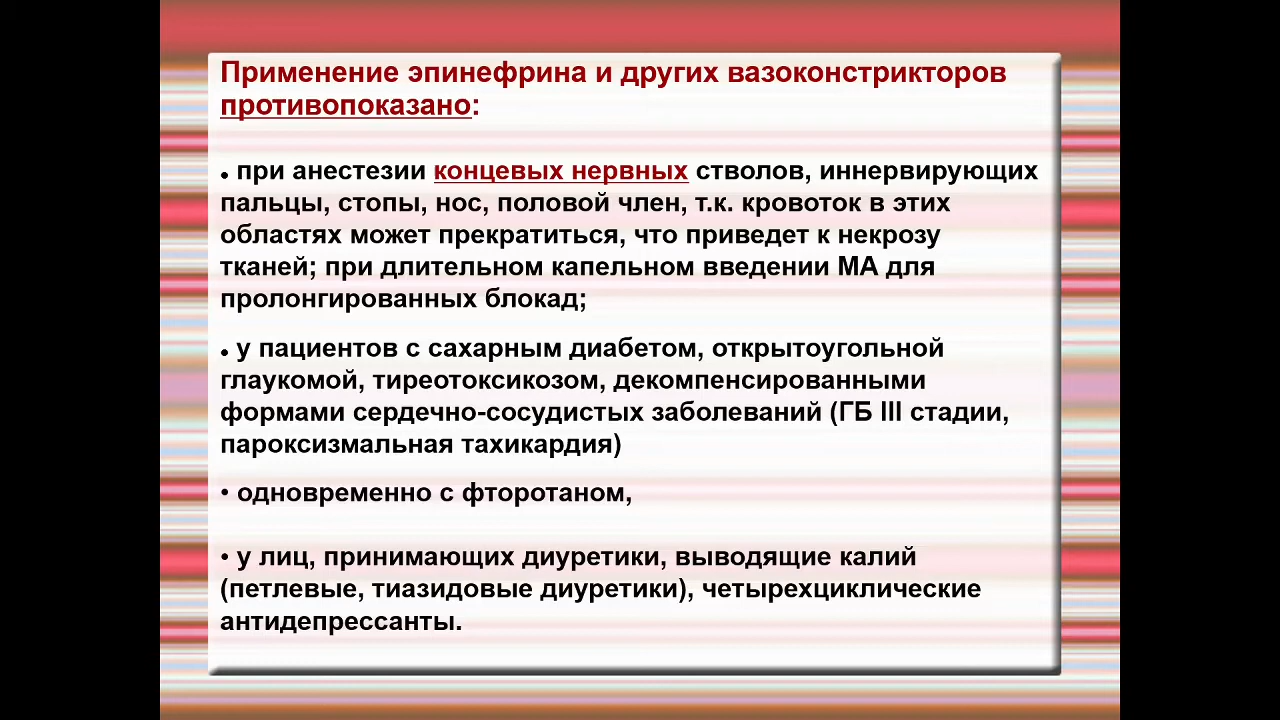 Применение эпинефрина и других вазоконстрикторов
противопоказано:
• при анестезии концевых нервных стволов, иннервирующих
пальцы, стопы, нос, половой член, т.к. кровоток в этих
областях может прекратиться, что приведет к некрозу
тканей; при длительном капельном введении МА для
пролонгированных блокад;
• у пациентов с сахарным диабетом, открытоугольной
глаукомой, тиреотоксикозом, декомпенсированными
формами сердечно-сосудистых заболеваний (ГБ III стадии,
пароксизмальная тахикардия)
• одновременно с фторотаном,
• у лиц, принимающих диуретики, выводящие калий
(петлевые, тиазидовые диуретики), четырехциклические
антидепрессанты.